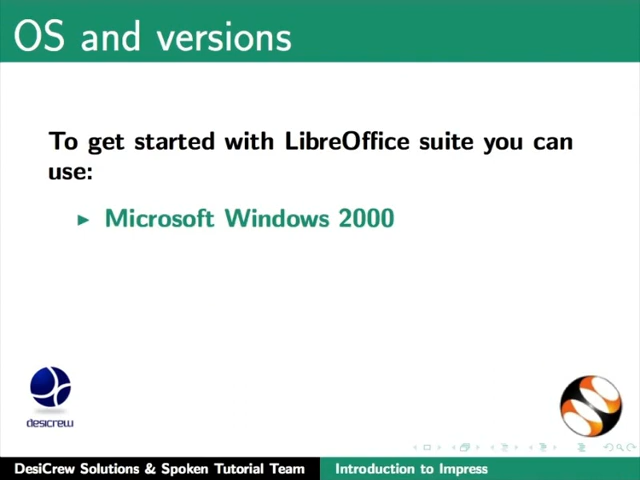 OS and versions
To get started with LibreOffice suite you can
use:
Microsoft Windows 2000
desicrew
DesiCrew Solutions & Spoken Tutorial Team
Introduction to Impress